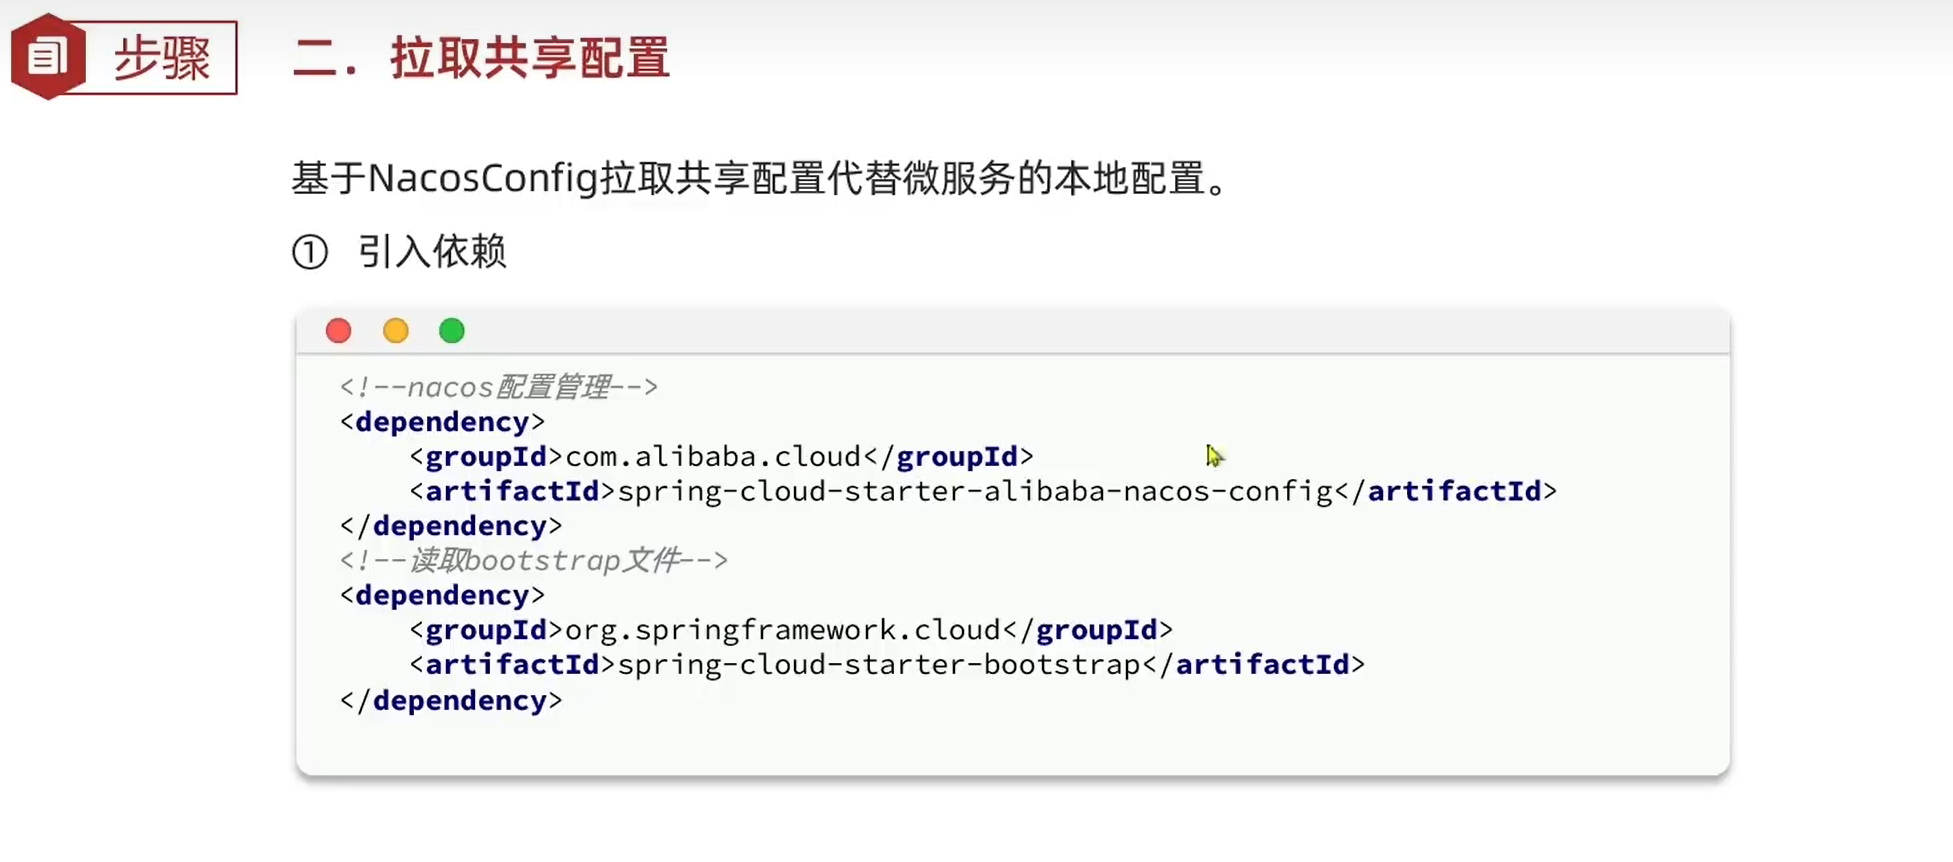 步骤
二. 拉取共享配置
基于NacosConfig拉取共享配置代替微服务的本地配置。
① 引入依赖
<!--nacos配置管理-->
<dependency>
    <groupId>com.alibaba.cloud</groupId>
    <artifactId>spring-cloud-starter-alibaba-nacos-config</artifactId>
</dependency>
<!--读取bootstrap文件-->
<dependency>
    <groupId>org.springframework.cloud</groupId>
    <artifactId>spring-cloud-starter-bootstrap</artifactId>
</dependency>